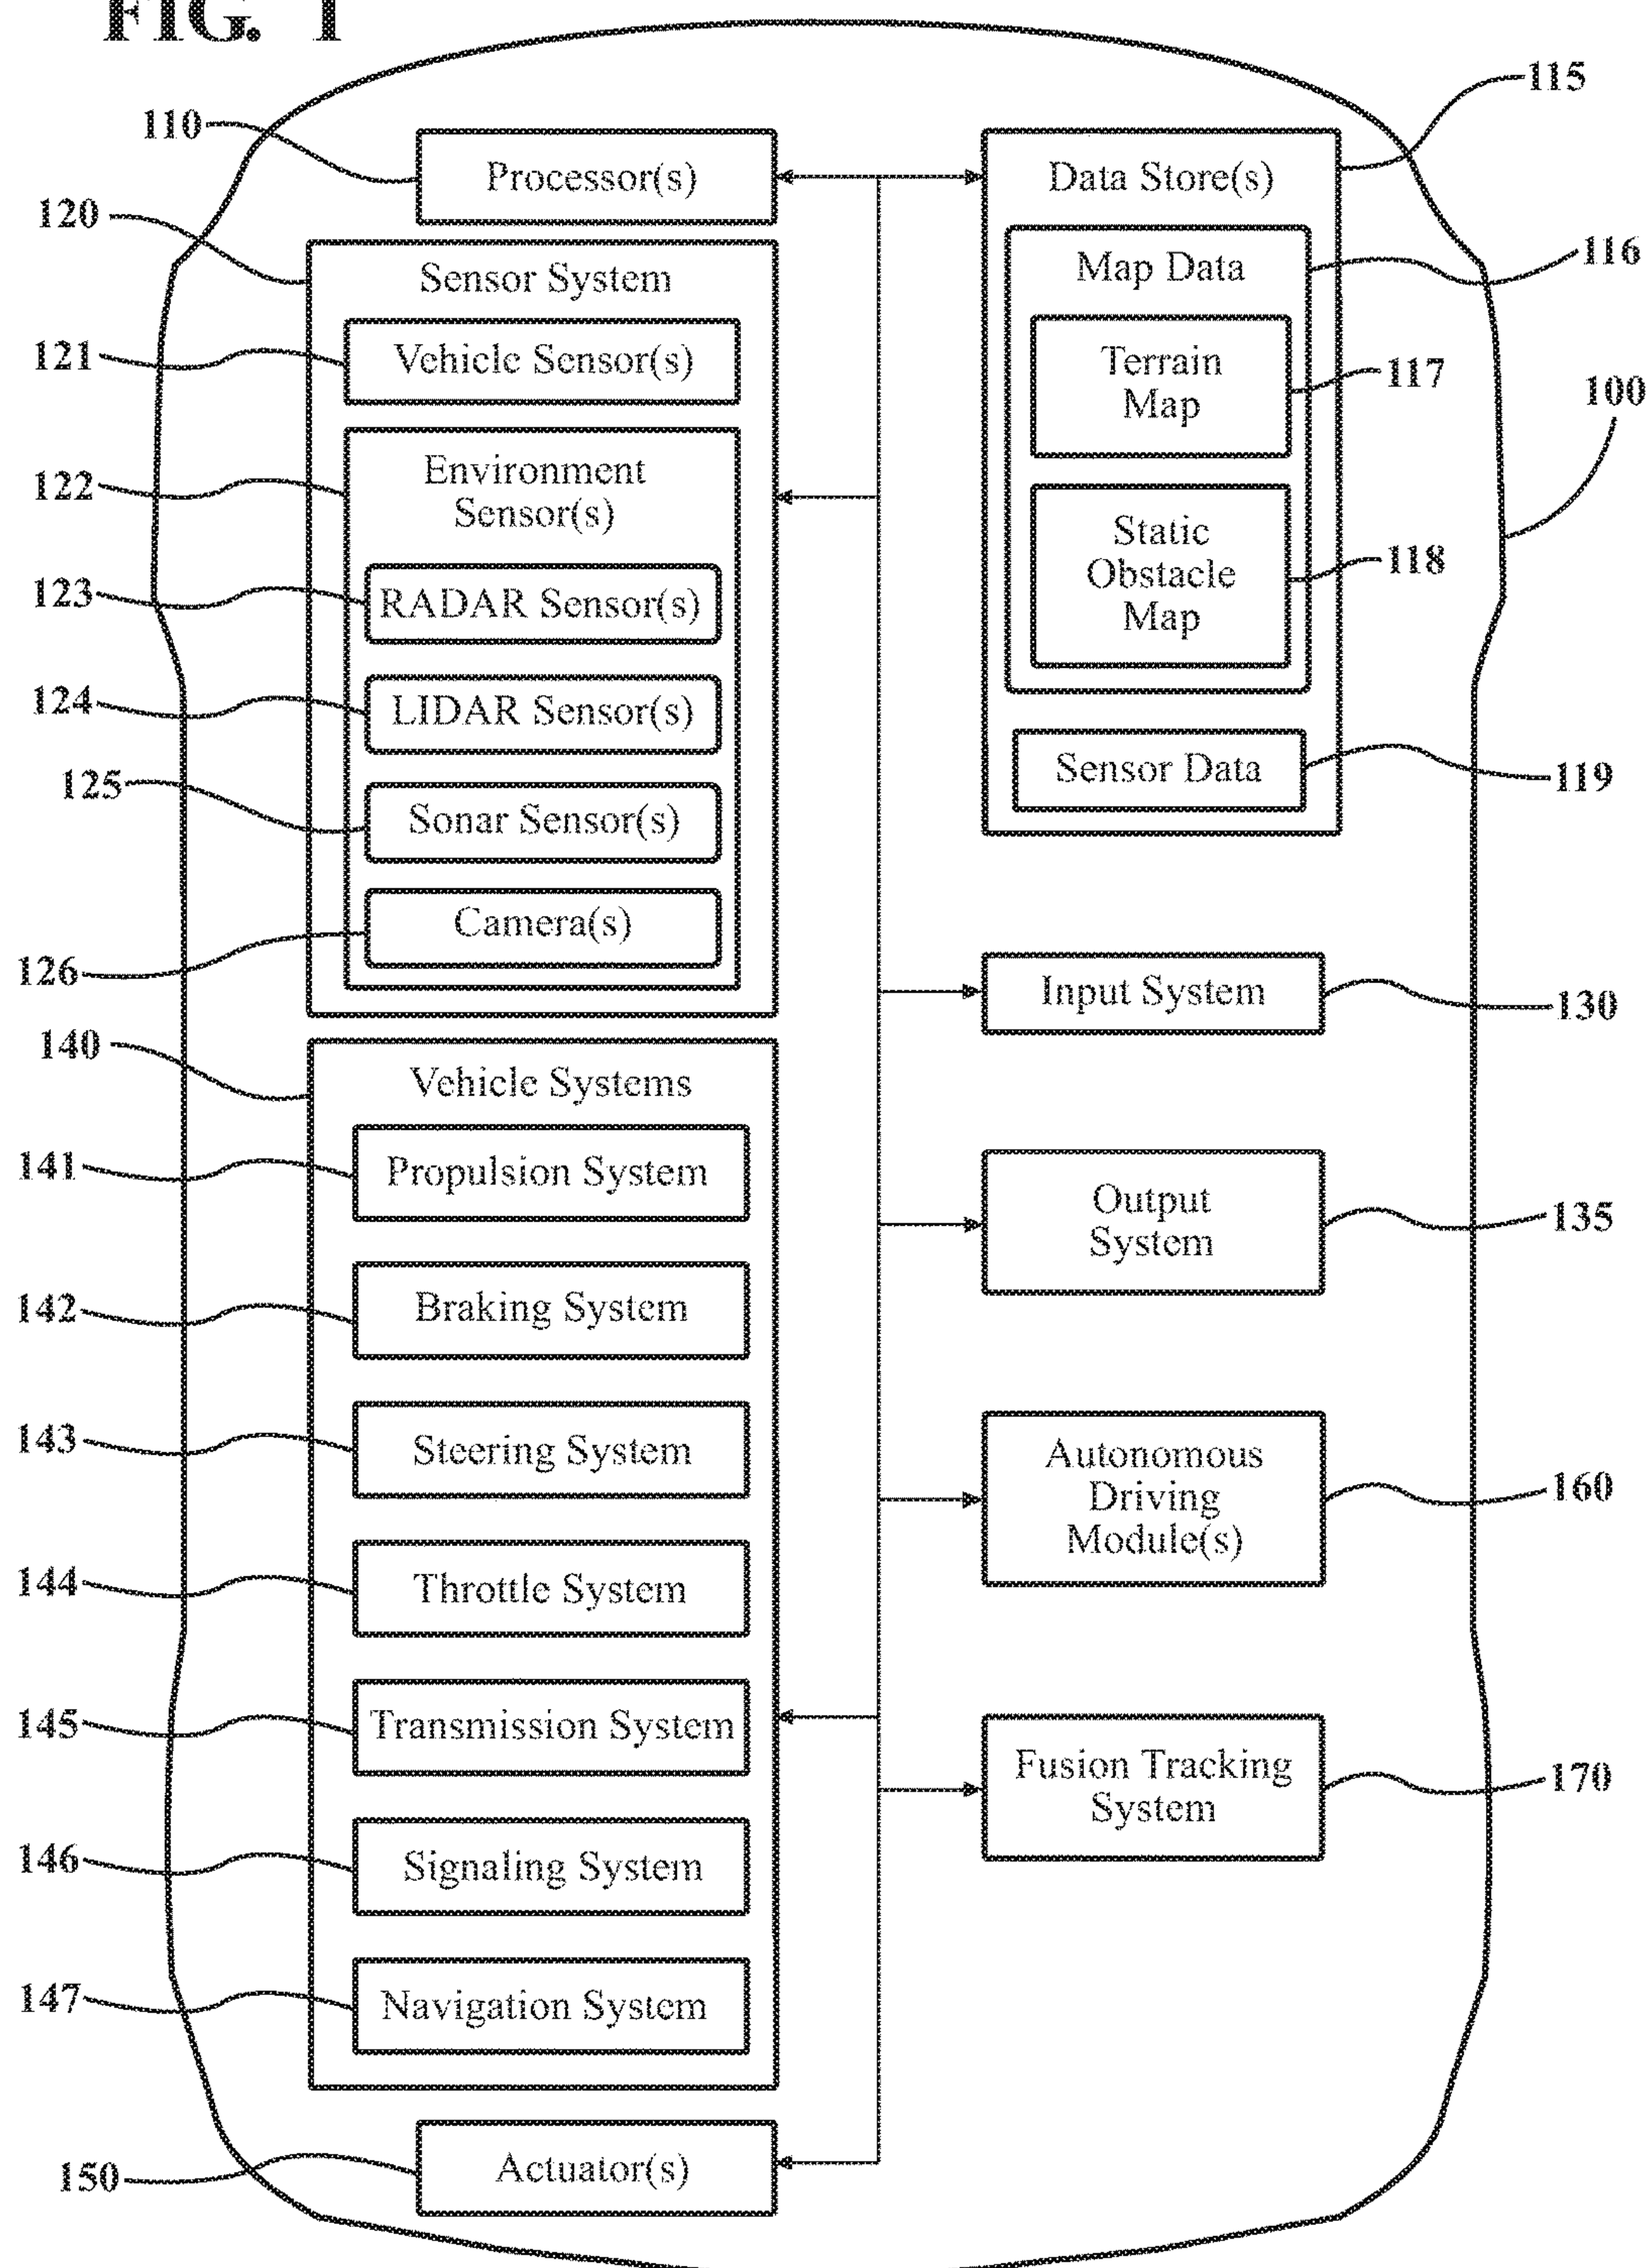 FIG. 1
110
Processor(s)
120
Sensor System
121
Vehicle Sensor(s)
122
Environment
Sensor(s)
123
RADAR Sensor(s)
124
LIDAR Sensor(s)
125
Sonar Sensor(s)
126
Camera(s)
140
Vehicle Systems
141
Propulsion System
142
Braking System
143
Steering System
144
Throttle System
145
Transmission System
146
Signaling System
147
Navigation System
150
Actuator(s)
115
Data Store(s)
116
Map Data
Terrain
Map
117
100
Static
Obstacle
Map
118
Sensor Data
119
Input System
130
Output
System
135
Autonomous
Driving
Module(s)
160
Fusion Tracking
System
170